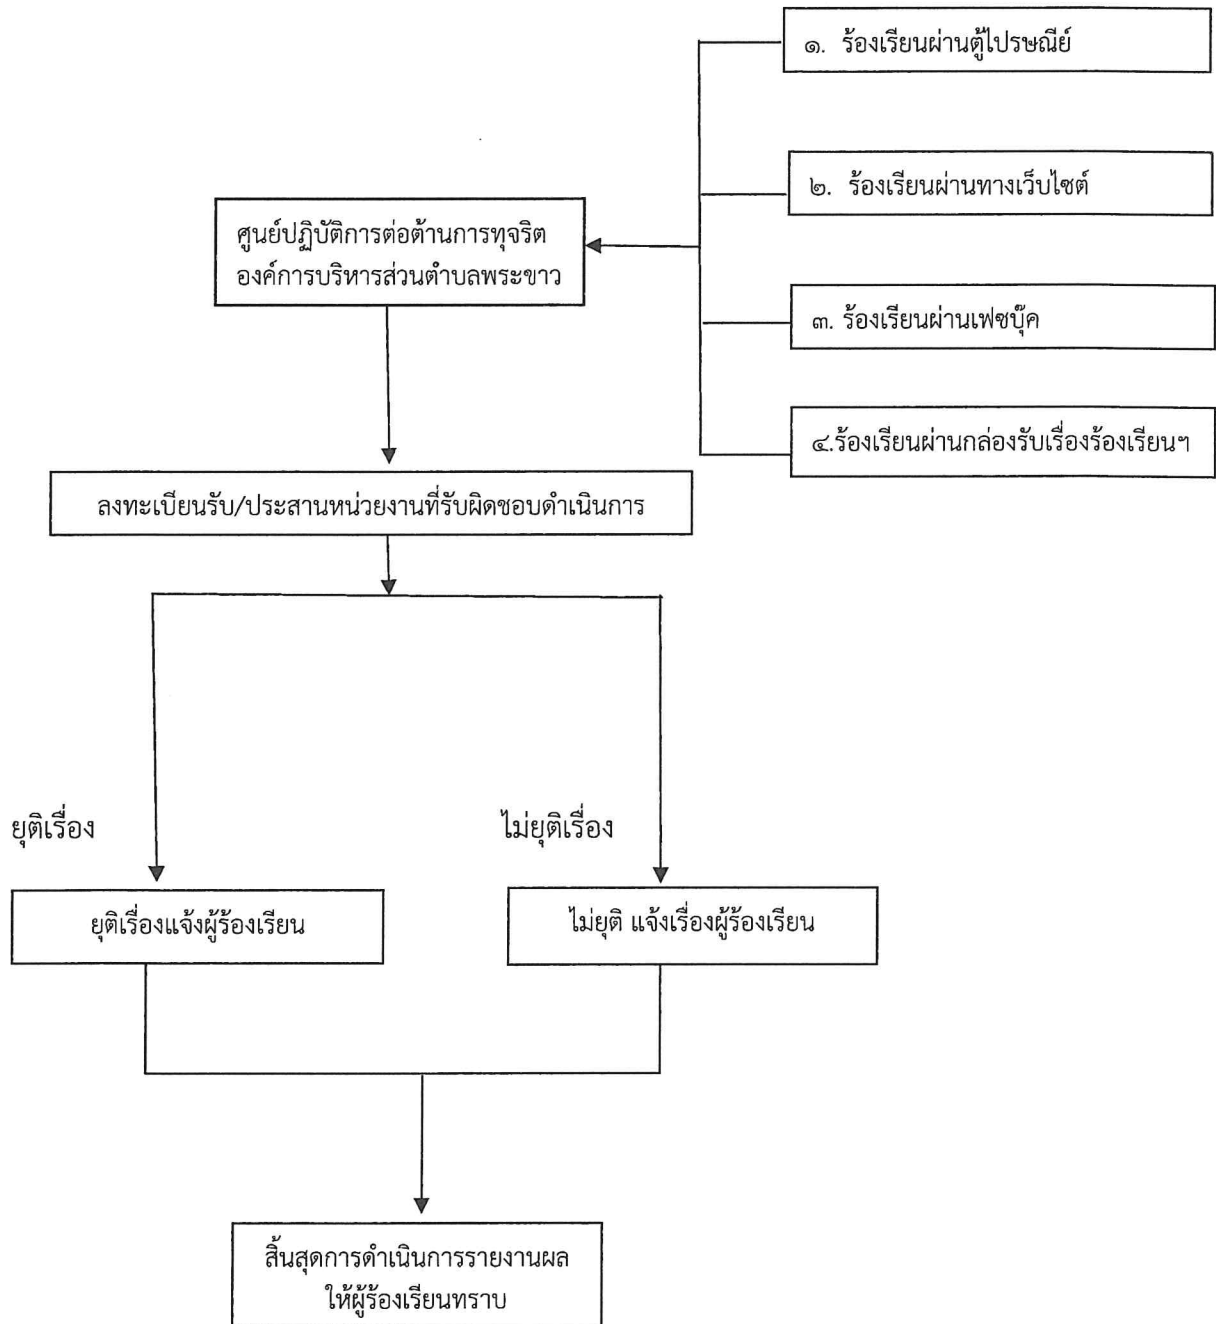 ๑. ร้องเรียนผ่านตู้ไปรษณีย์
๒. ร้องเรียนผ่านทางเว็บไซต์
ศูนย์ปฏิบัติการต่อต้านการทุจริต
องค์การบริหารส่วนตำบลพระขาว
๓. ร้องเรียนผ่านเฟซบุ๊ค
๔.ร้องเรียนผ่านกล่องรับเรื่องร้องเรียนฯ
ลงทะเบียนรับ/ประสานหน่วยงานที่รับผิดชอบดำเนินการ
ยุติเรื่อง
ไม่ยุติเรื่อง
ยุติเรื่องแจ้งผู้ร้องเรียน
ไม่ยุติ แจ้งเรื่องผู้ร้องเรียน
สิ้นสุดการดำเนินการรายงานผล
ให้ผู้ร้องเรียนทราบ